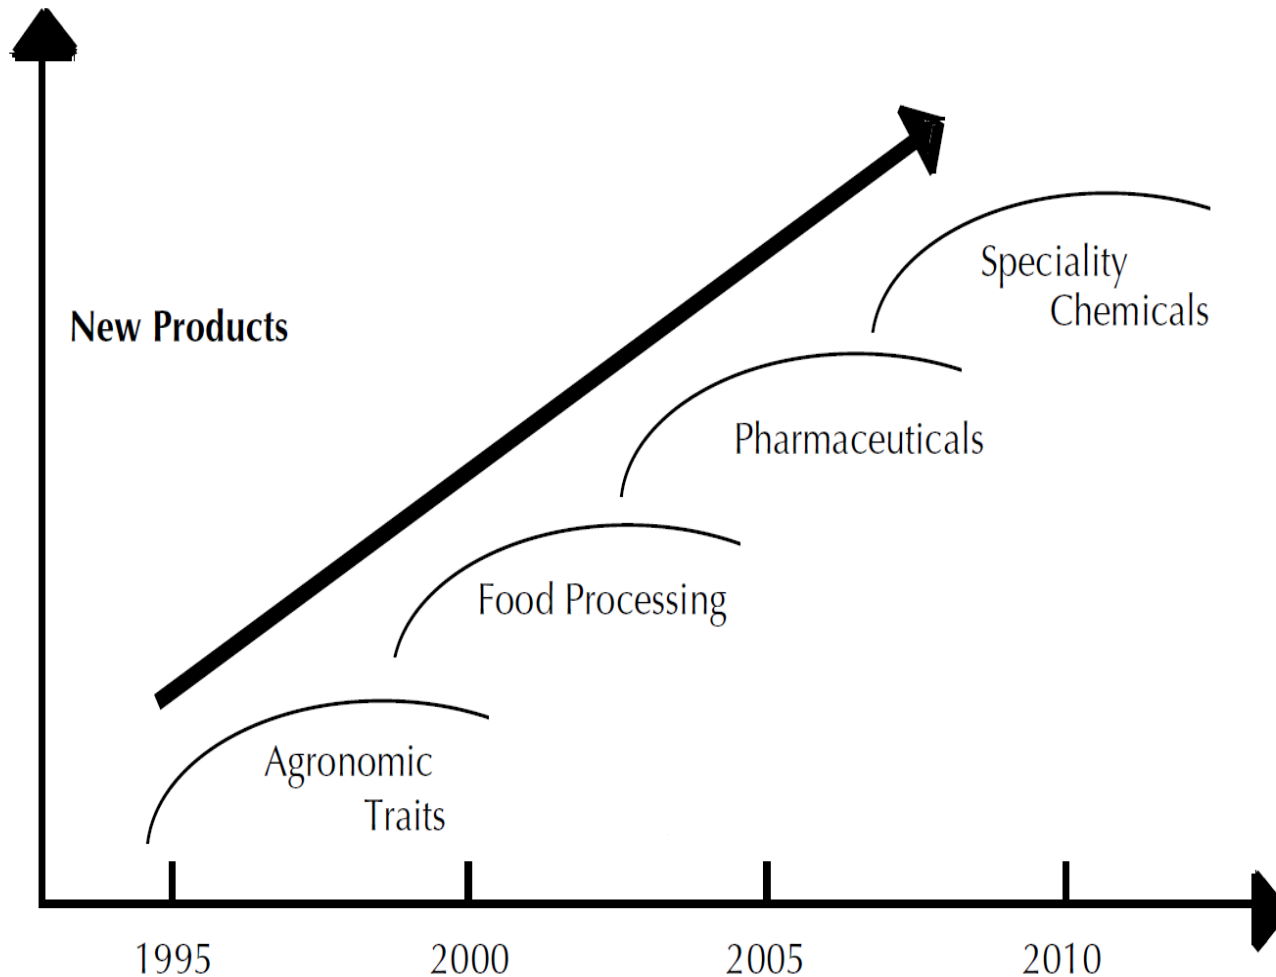 Speciality
Chemicals
New Products
Pharmaceuticals
Food Processing
Agronomic
Traits
1995 2000 2005 2010